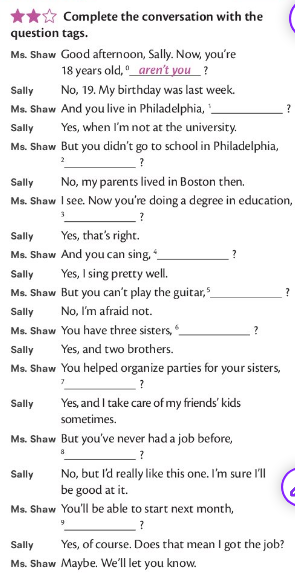 ★★☆ Complete the conversation with the
question tags.
Ms. Shaw Good afternoon, Sally. Now, you're
18 years old, ⁰ aren't you ?
Sally No, 19. My birthday was last week.
Ms. Shaw And you live in Philadelphia, ¹____________ ?
Sally Yes, when I'm not at the university.
Ms. Shaw But you didn't go to school in Philadelphia,
²____________ ?
Sally No, my parents lived in Boston then.
Ms. Shaw I see. Now you're doing a degree in education,
³____________ ?
Sally Yes, that's right.
Ms. Shaw And you can sing, ⁴____________ ?
Sally Yes, I sing pretty well.
Ms. Shaw But you can't play the guitar, ⁵____________ ?
Sally No, I'm afraid not.
Ms. Shaw You have three sisters, ⁶____________ ?
Sally Yes, and two brothers.
Ms. Shaw You helped organize parties for your sisters,
⁷____________ ?
Sally Yes, and I take care of my friends' kids
sometimes.
Ms. Shaw But you've never had a job before,
⁸____________ ?
Sally No, but I'd really like this one. I'm sure I'll
be good at it.
Ms. Shaw You'll be able to start next month,
⁹____________ ?
Sally Yes, of course. Does that mean I got the job?
Ms. Shaw Maybe. We'll let you know.